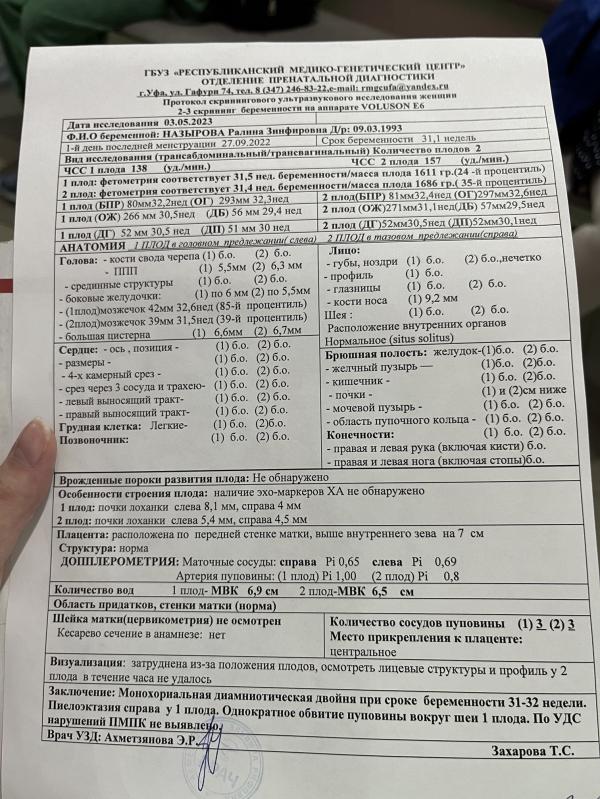 ГБУЗ «РЕСПУБЛИКАНСКИЙ МЕДИКО-ГЕНЕТИЧЕСКИЙ ЦЕНТР»
ОТДЕЛЕНИЕ ПРЕНАТАЛЬНОЙ ДИАГНОСТИКИ
г.Уфа, ул. Гафури 74, тел. 8 (347) 246-83-22,e-mail: rmgcufa@yandex.ru
Протокол скринингового ультразвукового исследования женщин
2-3 скрининг беременности на аппарате VOLUSON E6
Дата исследования 03.05.2023
Ф.И.О беременной: НАЗЫРОВА Ралина Зинфировна Д/р: 09.03.1993
1-й день последней менструации 27.09.2022 Срок беременности 31,1 недель
Вид исследования (трансабдоминальный/трансвагинальный) Количество плодов 2
ЧСС 1 плода 138 (уд./мин.) ЧСС 2 плода 157 (уд./мин.)
1 плод: фетометрия соответствует 31,5 нед. беременности/масса плода 1611 гр.(24 -й процентиль)
2 плод: фетометрия соответствует 31,4 нед. беременности/масса плода 1686 гр.( 35-й процентиль)
1 плод (БПР) 80мм32,2нед (ОГ) 293мм 32,3нед 2 плод(БПР) 81мм32,4нед (ОГ)297мм32,6нед
1 плод (ОЖ) 266 мм 30,5нед (ДБ) 56 мм 29,4 нед 2 плод (ОЖ)271мм31,1нед(ДБ) 57мм29,5нед
1 плод (ДГ) 52 мм 30,5 нед (ДП) 51 мм 30 нед 2 плод (ДГ)52мм30,5нед (ДП)52мм30,1нед
АНАТОМИЯ 1 ПЛОД в головном предлежании( слева) 2 ПЛОД в тазовом предлежании(справа)
Голова: - кости свода черепа (1) б.о. (2) б.о.
- ППП (1) 5,5мм (2) 6,3 мм
- срединные структуры (1) б.о. (2) б.о.
- боковые желудочки: (1) по 6 мм (2) по 5,5мм
- (1плод)мозжечок 42мм 32,6нед (85-й процентиль)
- (2плод)мозжечок 39мм 31,5нед (39-й процентиль)
- большая цистерна (1) 6,6мм (2) 6,7мм
Сердце: - ось , позиция - (1) б.о. (2) б.о.
- размеры - (1) б.о. (2) б.о.
- 4-х камерный срез - (1) б.о. (2) б.о.
- срез через 3 сосуда и трахею- (1) б.о. (2) б.о.
- левый выносящий тракт- (1) б.о. (2) б.о.
- правый выносящий тракт- (1) б.о. (2) б.о.
Грудная клетка: Легкие- (1) б.о. (2) б.о.
Позвоночник: (1) б.о. (2) б.о.
Лицо:
- губы, ноздри (1) б.о. (2) б.о.,нечетко
- профиль (1) б.о.
- глазницы (1) б.о. (2) б.о.
- кости носа (1) 9,2 мм
Шея : (1) б.о. (2) б.о.
Расположение внутренних органов
Нормальное (situs solitus)
Брюшная полость: желудок-(1)б.о. (2) б.о.
- желчный пузырь — (1) б.о. (2)б.о.
- кишечник - (1) б.о. (2) б.о.
- почки - (1) и (2)см ниже
- мочевой пузырь - (1) б.о. (2) б.о.
- область пупочного кольца - (1) б.о. (2) б.о.
Конечности: (1) б.о. (2) б.о.
- правая и левая рука (включая кисти) б.о.
- правая и левая нога (включая стопы)б.о.
Врожденные пороки развития плода: Не обнаружено
Особенности строения плода: наличие эхо-маркеров ХА не обнаружено
1 плод: почки лоханки слева 8,1 мм, справа 4 мм
2 плод: почки лоханки слева 5,4 мм, справа 4,5 мм
Плацента: расположена по передней стенке матки, выше внутреннего зева на 7 см
Структура: норма
ДОППЛЕРОМЕТРИЯ: Маточные сосуды: справа Pi 0,65 слева Pi 0,69
Артерия пуповины: (1 плод) Pi 1,00 (2 плод) Pi 0,8
Количество вод 1 плод- МВК 6,9 см 2 плод-МВК 6,5 см
Область придатков, стенки матки (норма)
Шейка матки(цервикометрия) не осмотрен
Кесарево сечение в анамнезе: нет
Количество сосудов пуповины (1) 3 (2) 3
Место прикрепления к плаценте:
центральное
Визуализация: затруднена из-за положения плодов, осмотреть лицевые структуры и профиль у 2
плода в течение часа не удалось
Заключение: Монохориальная диамниотическая двойня при сроке беременности 31-32 недели.
Пиелоэктазия справа у 1 плода. Однократное обвитие пуповины вокруг шеи 1 плода. По УДС
нарушений ПМПК не выявлено.
Врач УЗД: Ахметзянова Э.Р. Захарова Т.С.